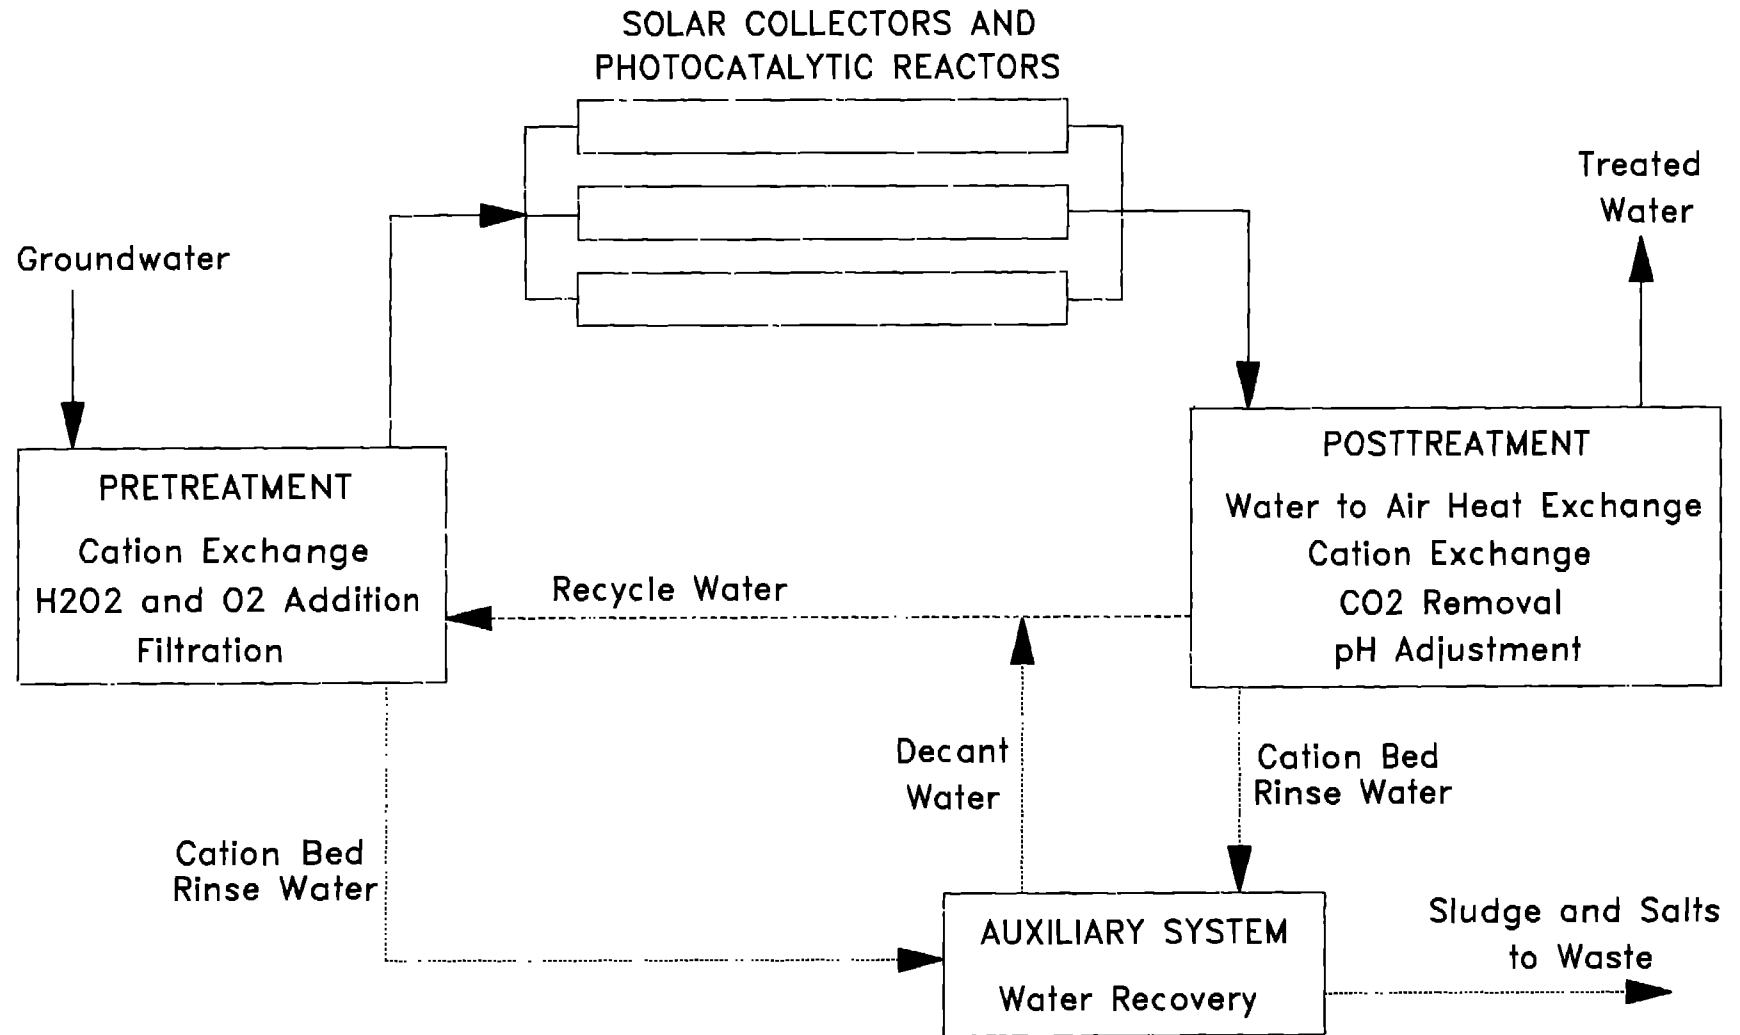 SOLAR COLLECTORS AND
PHOTOCATALYTIC REACTORS
Treated
Water
Groundwater
PRETREATMENT
Cation Exchange
H2O2 and O2 Addition
Filtration
Recycle Water
POSTTREATMENT
Water to Air Heat Exchange
Cation Exchange
CO2 Removal
pH Adjustment
Decant
Water
Cation Bed
Rinse Water
Cation Bed
Rinse Water
AUXILIARY SYSTEM
Water Recovery
Sludge and Salts
to Waste